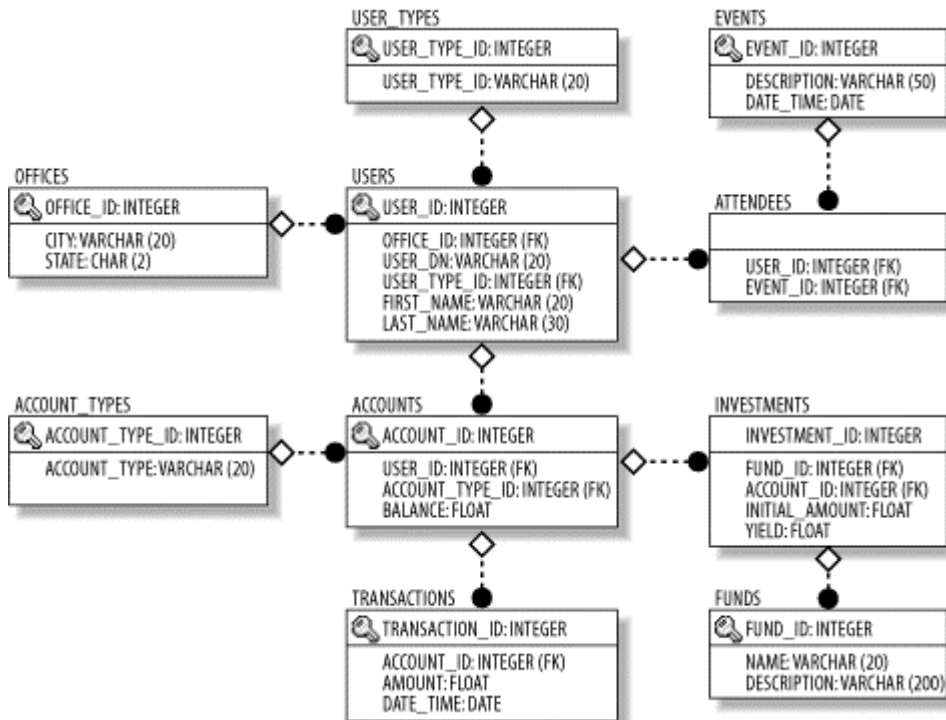 USER_TYPES
USER_TYPE_ID: INTEGER
USER_TYPE_ID: VARCHAR (20)
EVENTS
EVENT_ID: INTEGER
DESCRIPTION: VARCHAR (50)
DATE_TIME: DATE
OFFICES
OFFICE_ID: INTEGER
CITY: VARCHAR (20)
STATE: CHAR (2)
USERS
USER_ID: INTEGER
OFFICE_ID: INTEGER (FK)
USER_DN: VARCHAR (20)
USER_TYPE_ID: INTEGER (FK)
FIRST_NAME: VARCHAR (20)
LAST_NAME: VARCHAR (30)
ATTENDEES
USER_ID: INTEGER (FK)
EVENT_ID: INTEGER (FK)
ACCOUNT_TYPES
ACCOUNT_TYPE_ID: INTEGER
ACCOUNT_TYPE: VARCHAR (20)
ACCOUNTS
ACCOUNT_ID: INTEGER
USER_ID: INTEGER (FK)
ACCOUNT_TYPE_ID: INTEGER (FK)
BALANCE: FLOAT
INVESTMENTS
INVESTMENT_ID: INTEGER
FUND_ID: INTEGER (FK)
ACCOUNT_ID: INTEGER (FK)
INITIAL_AMOUNT: FLOAT
YIELD: FLOAT
TRANSACTIONS
TRANSACTION_ID: INTEGER
ACCOUNT_ID: INTEGER (FK)
AMOUNT: FLOAT
DATE_TIME: DATE
FUNDS
FUND_ID: INTEGER
NAME: VARCHAR (20)
DESCRIPTION: VARCHAR (200)